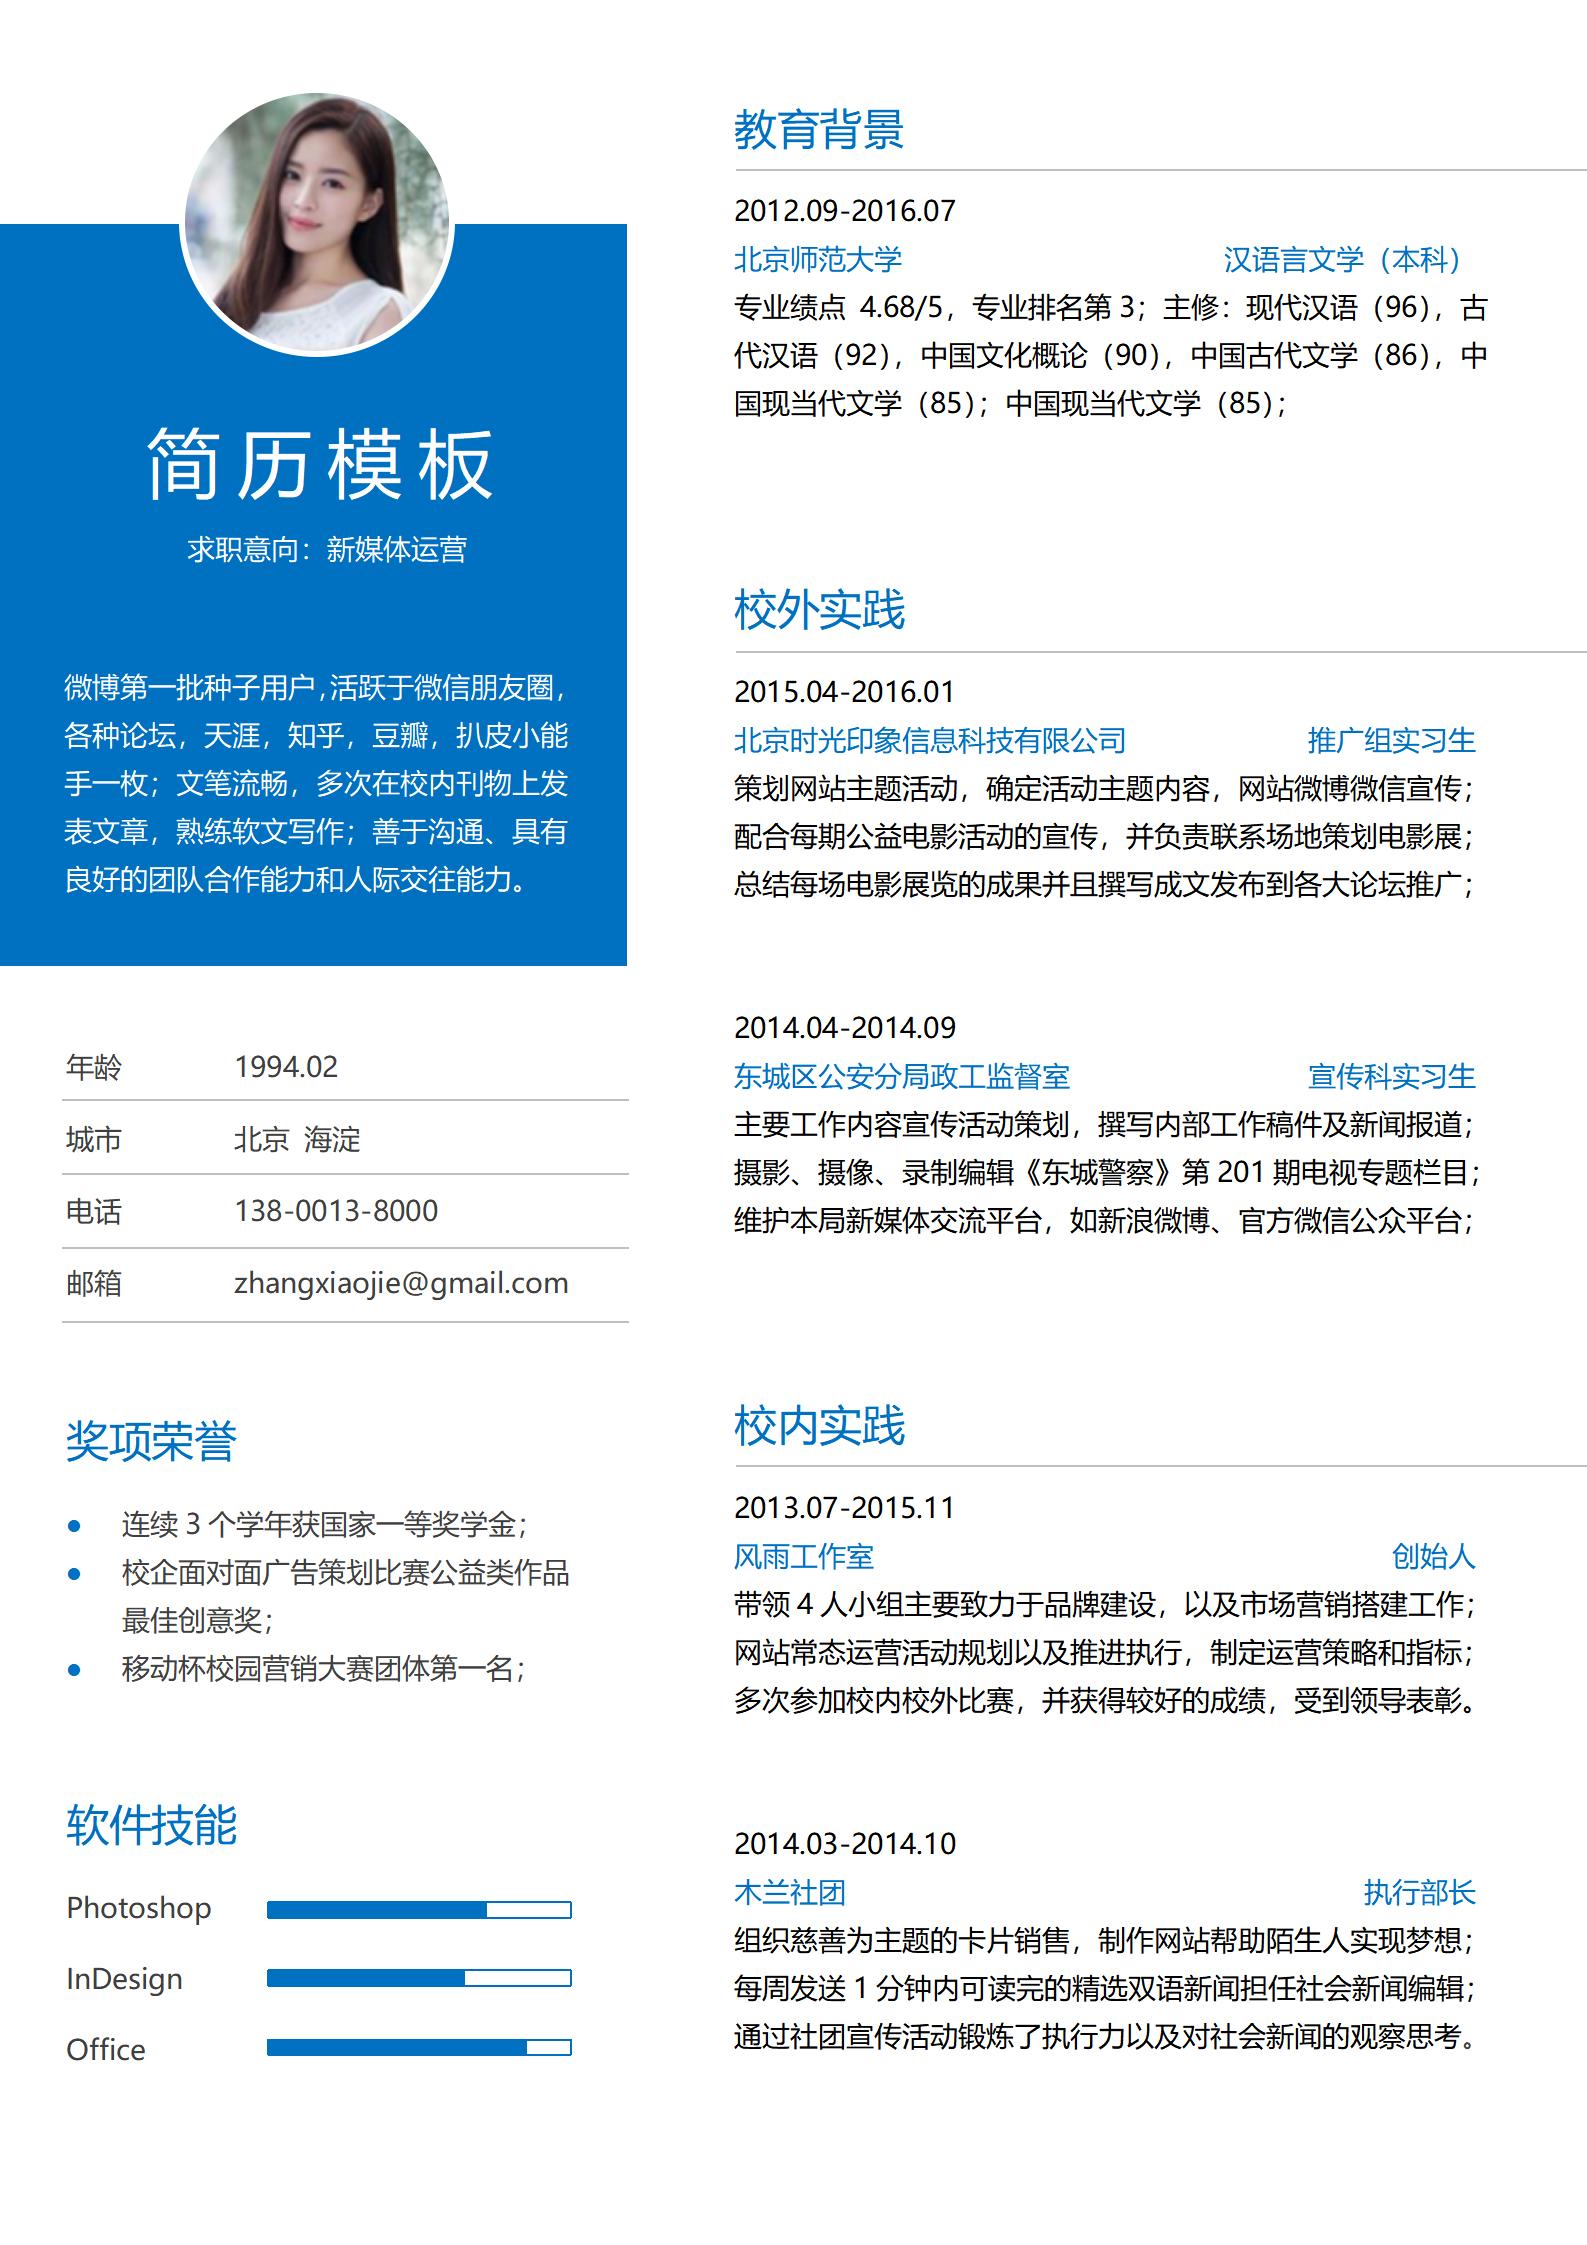 简历模板
求职意向：新媒体运营
微博第一批种子用户，活跃于微信朋友圈，
各种论坛，天涯，知乎，豆瓣，扒皮小能
手一枚；文笔流畅，多次在校内刊物上发
表文章，熟练软文写作；善于沟通、具有
良好的团队合作能力和人际交往能力。
年龄 1994.02
城市 北京 海淀
电话 138-0013-8000
邮箱 zhangxiaojie@gmail.com
奖项荣誉
● 连续 3 个学年获国家一等奖学金；
● 校企面对面广告策划比赛公益类作品
最佳创意奖；
● 移动杯校园营销大赛团体第一名；
软件技能
Photoshop
InDesign
Office
教育背景
2012.09-2016.07
北京师范大学 汉语言文学（本科）
专业绩点 4.68/5，专业排名第 3；主修：现代汉语（96），古
代汉语（92），中国文化概论（90），中国古代文学（86），中
国现当代文学（85）；中国现当代文学（85）；
校外实践
2015.04-2016.01
北京时光印象信息科技有限公司 推广组实习生
策划网站主题活动，确定活动主题内容，网站微博微信宣传；
配合每期公益电影活动的宣传，并负责联系场地策划电影展；
总结每场电影展览的成果并且撰写成文发布到各大论坛推广；
2014.04-2014.09
东城区公安分局政工监督室 宣传科实习生
主要工作内容宣传活动策划，撰写内部工作稿件及新闻报道；
摄影、摄像、录制编辑《东城警察》第 201 期电视专题栏目；
维护本局新媒体交流平台，如新浪微博、官方微信公众平台；
校内实践
2013.07-2015.11
风雨工作室 创始人
带领 4 人小组主要致力于品牌建设，以及市场营销搭建工作；
网站常态运营活动规划以及推进执行，制定运营策略和指标；
多次参加校内校外比赛，并获得较好的成绩，受到领导表彰。
2014.03-2014.10
木兰社团 执行部长
组织慈善为主题的卡片销售，制作网站帮助陌生人实现梦想；
每周发送 1 分钟内可读完的精选双语新闻担任社会新闻编辑；
通过社团宣传活动锻炼了执行力以及对社会新闻的观察思考。